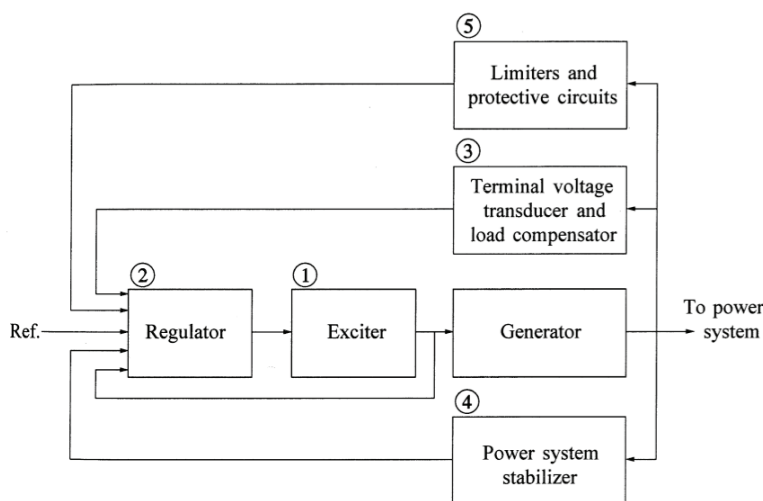 ⑤
Limiters and
protective circuits
③
Terminal voltage
transducer and
load compensator
②
①
Ref.
Regulator
Exciter
Generator
To power
system
④
Power system
stabilizer